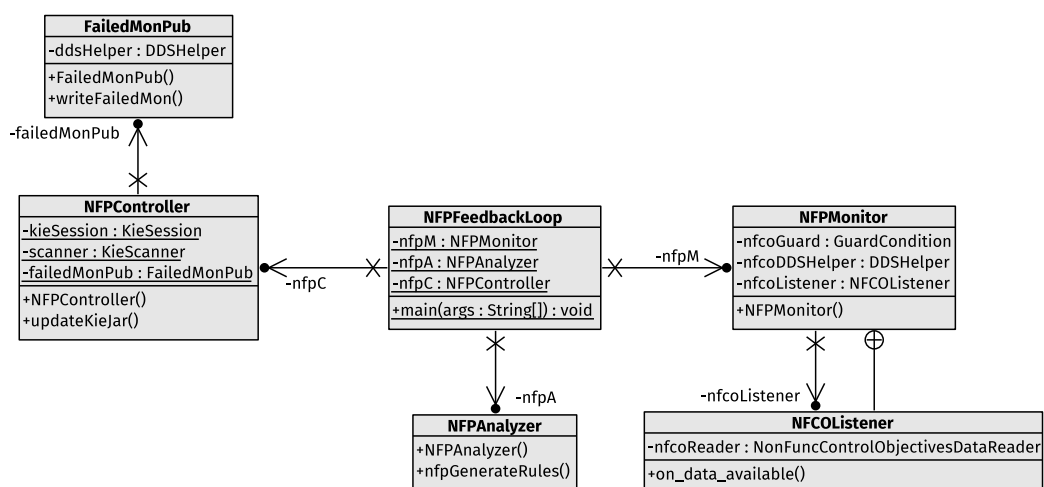 FailedMonPub
-ddsHelper : DDSHelper
+FailedMonPub()
+writeFailedMon()
-failedMonPub
NFPController
-kieSession : KieSession
-scanner : KieScanner
-failedMonPub : FailedMonPub
+NFPController()
+updateKieJar()
-nfpC
NFPFeedbackLoop
-nfpM : NFPMonitor
-nfpA : NFPAnalyzer
-nfpC : NFPController
+main(args : String[]) : void
-nfpM
NFPMonitor
-nfcoGuard : GuardCondition
-nfcoDDSHelper : DDSHelper
-nfcoListener : NFCOListener
+NFPMonitor()
-nfpA
-nfcoListener
NFPAnalyzer
+NFPAnalyzer()
+nfpGenerateRules()
NFCOListener
-nfcoReader : NonFuncControlObjectivesDataReader
+on_data_available()